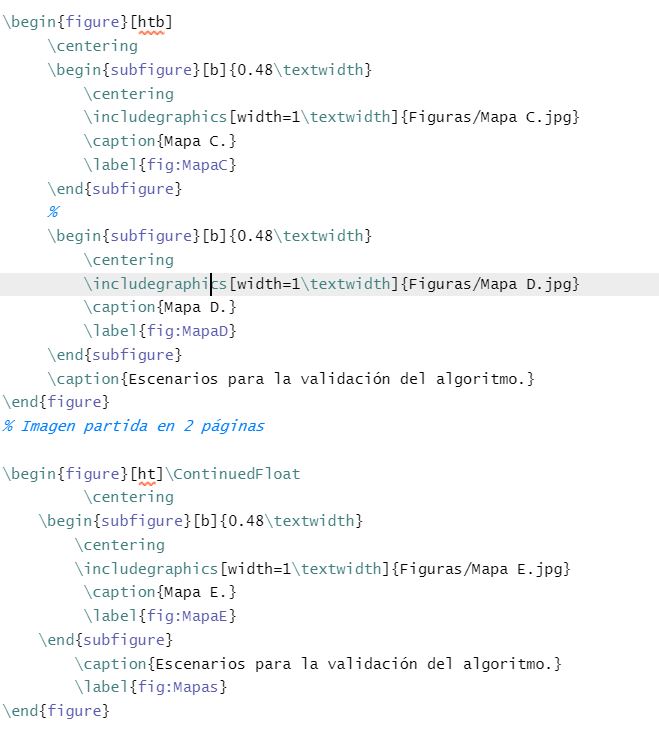 \begin{figure}[htb]
\centering
\begin{subfigure}[b]{0.48\textwidth}
\centering
\includegraphics[width=1\textwidth]{Figuras/Mapa C.jpg}
\caption{Mapa C.}
\label{fig:MapaC}
\end{subfigure}
%
\begin{subfigure}[b]{0.48\textwidth}
\centering
\includegraphics[width=1\textwidth]{Figuras/Mapa D.jpg}
\caption{Mapa D.}
\label{fig:MapaD}
\end{subfigure}
\caption{Escenarios para la validación del algoritmo.}
\end{figure}
% Imagen partida en 2 páginas
\begin{figure}[ht]\ContinuedFloat
\centering
\begin{subfigure}[b]{0.48\textwidth}
\centering
\includegraphics[width=1\textwidth]{Figuras/Mapa E.jpg}
\caption{Mapa E.}
\label{fig:MapaE}
\end{subfigure}
\caption{Escenarios para la validación del algoritmo.}
\label{fig:Mapas}
\end{figure}